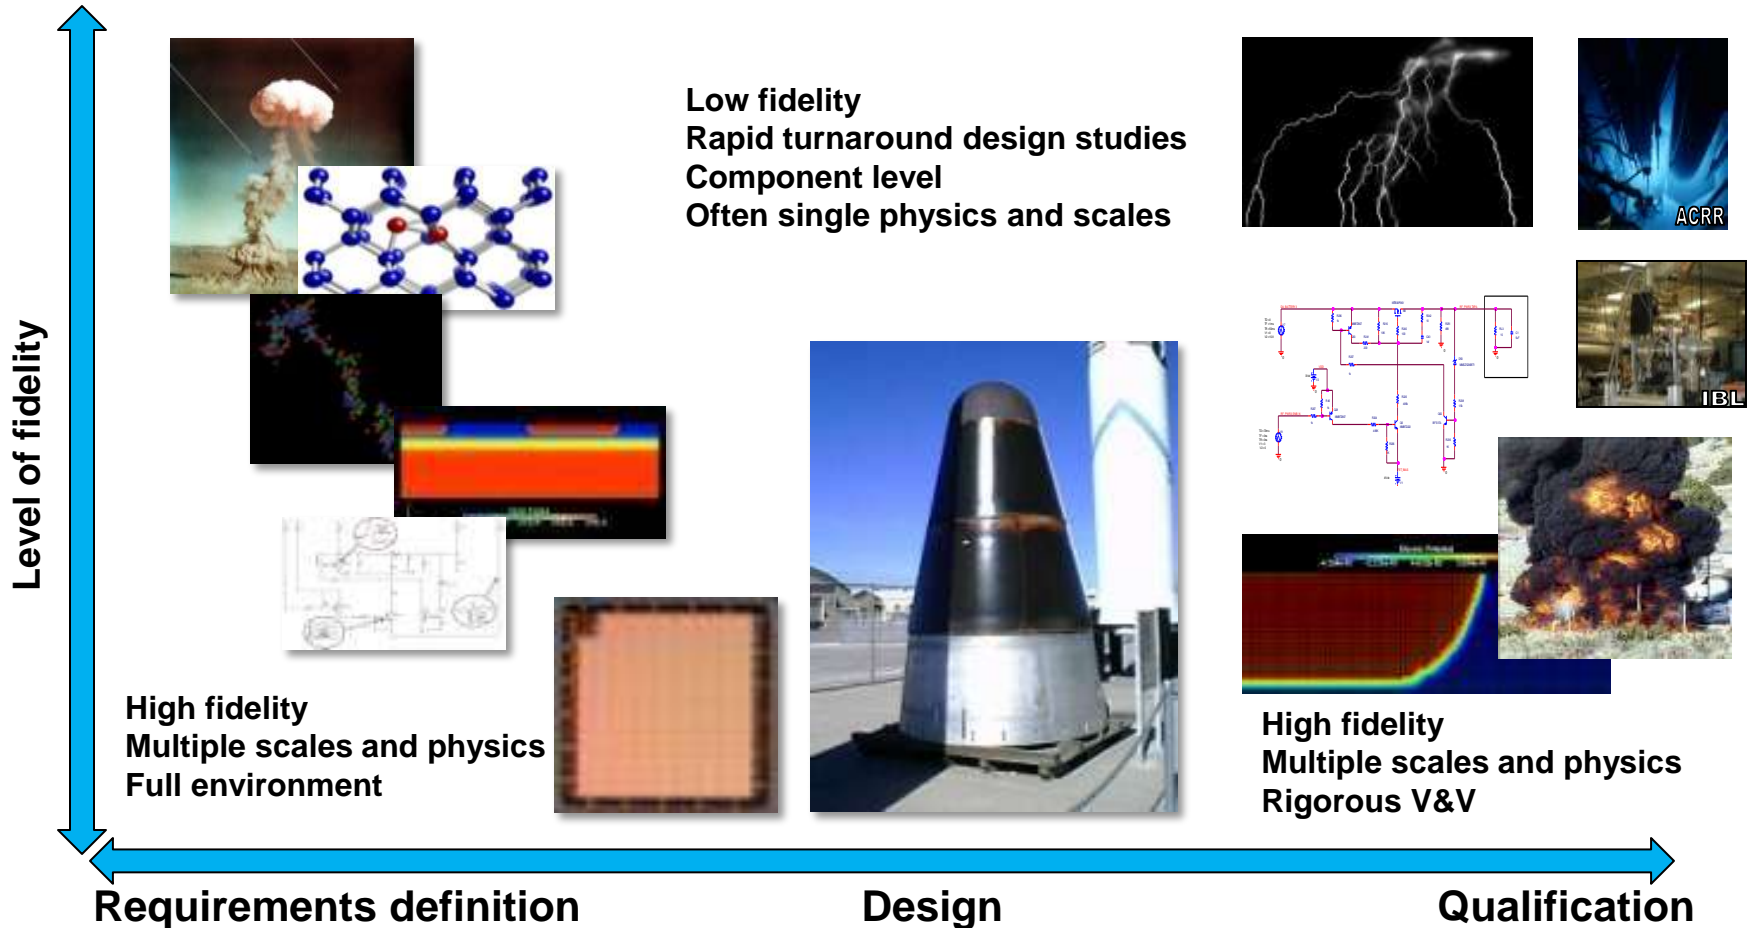 Level of fidelity
Low fidelity
Rapid turnaround design studies
Component level
Often single physics and scales
ACRR
IBL
High fidelity
Multiple scales and physics
Full environment
High fidelity
Multiple scales and physics
Rigorous V&V
Requirements definition
Design
Qualification